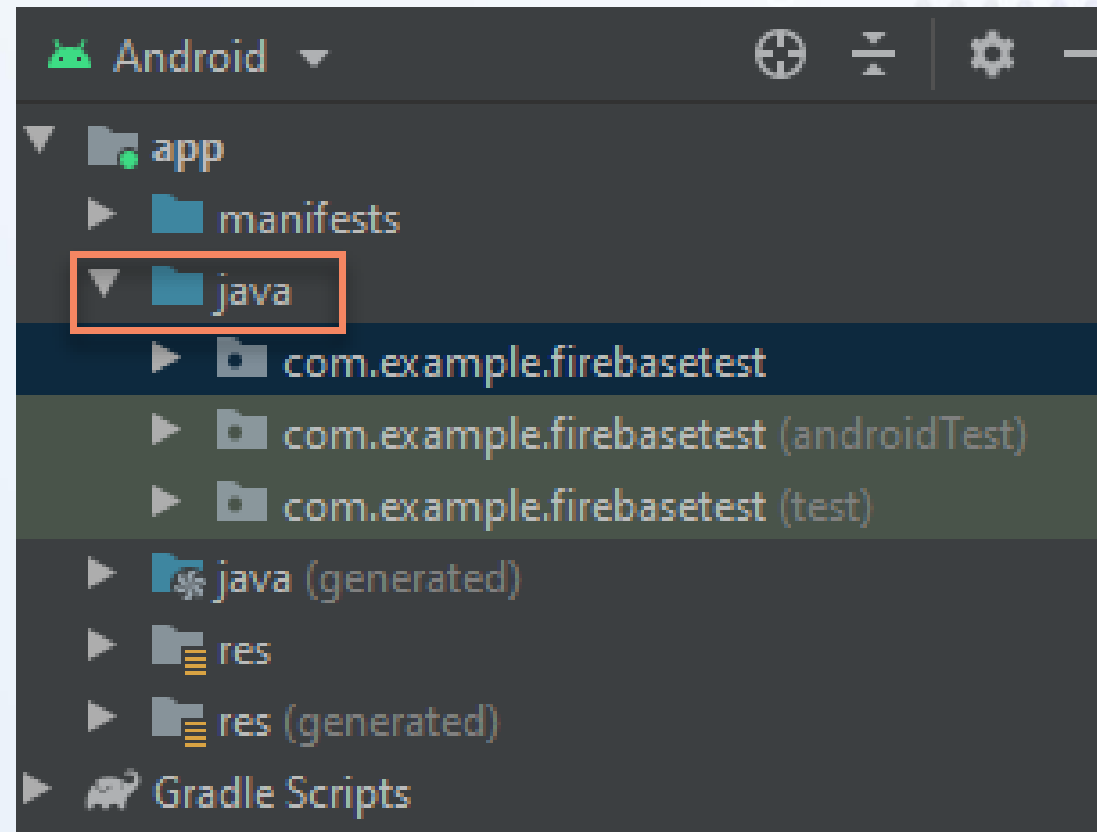 Android
app
manifests
java
com.example.firebasetest
com.example.firebasetest (androidTest)
com.example.firebasetest (test)
java (generated)
res
res (generated)
Gradle Scripts